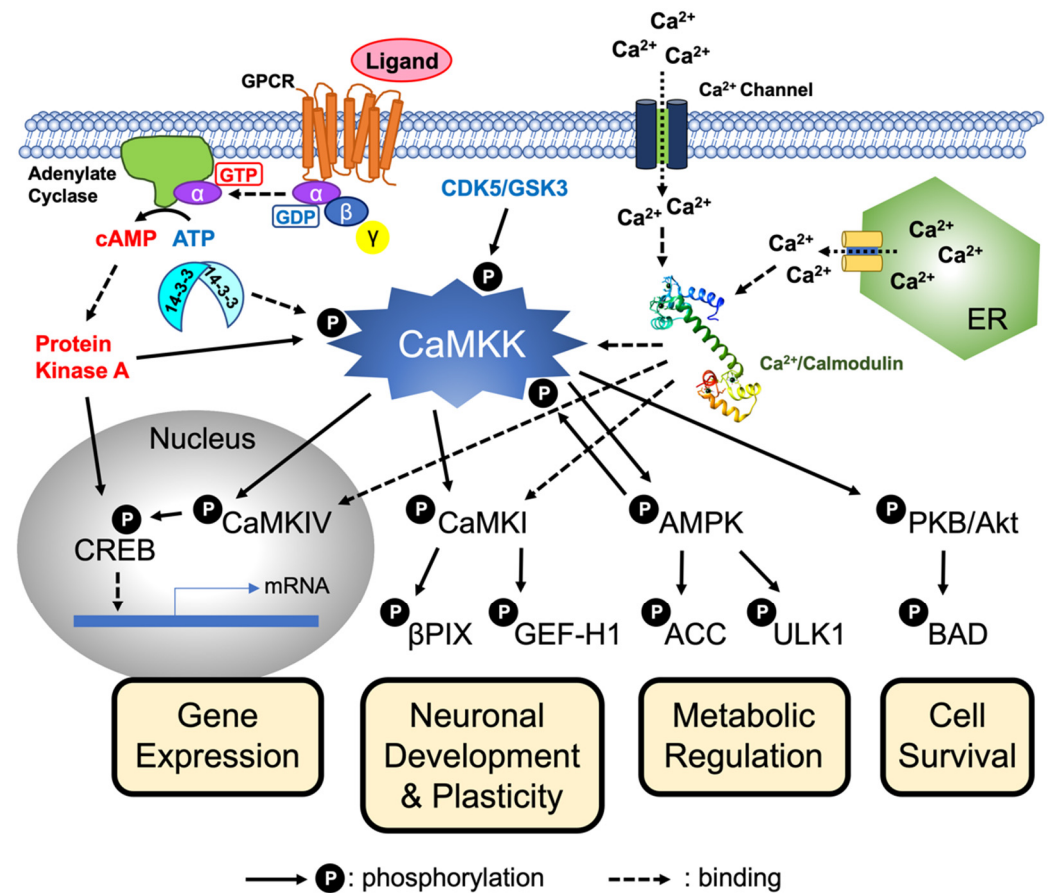 Ca²⁺
Ca²⁺ Ca²⁺
Ligand
GPCR
Ca²⁺ Channel
Adenylate
Cyclase
GTP
α
α
GDP
β
γ
CDK5/GSK3
Ca²⁺ Ca²⁺
cAMP ATP
14-3-3
14-3-3
P
P
Ca²⁺
Ca²⁺
Ca²⁺
Ca²⁺
Ca²⁺
ER
Protein
Kinase A
CaMKK
Ca²⁺/Calmodulin
P
Nucleus
P
CREB
P
CaMKIV
mRNA
P
CaMKI
P
AMPK
P
PKB/Akt
P
βPIX
P
GEF-H1
P
ACC
P
ULK1
P
BAD
Gene
Expression
Neuronal
Development
& Plasticity
Metabolic
Regulation
Cell
Survival
P : phosphorylation
: binding